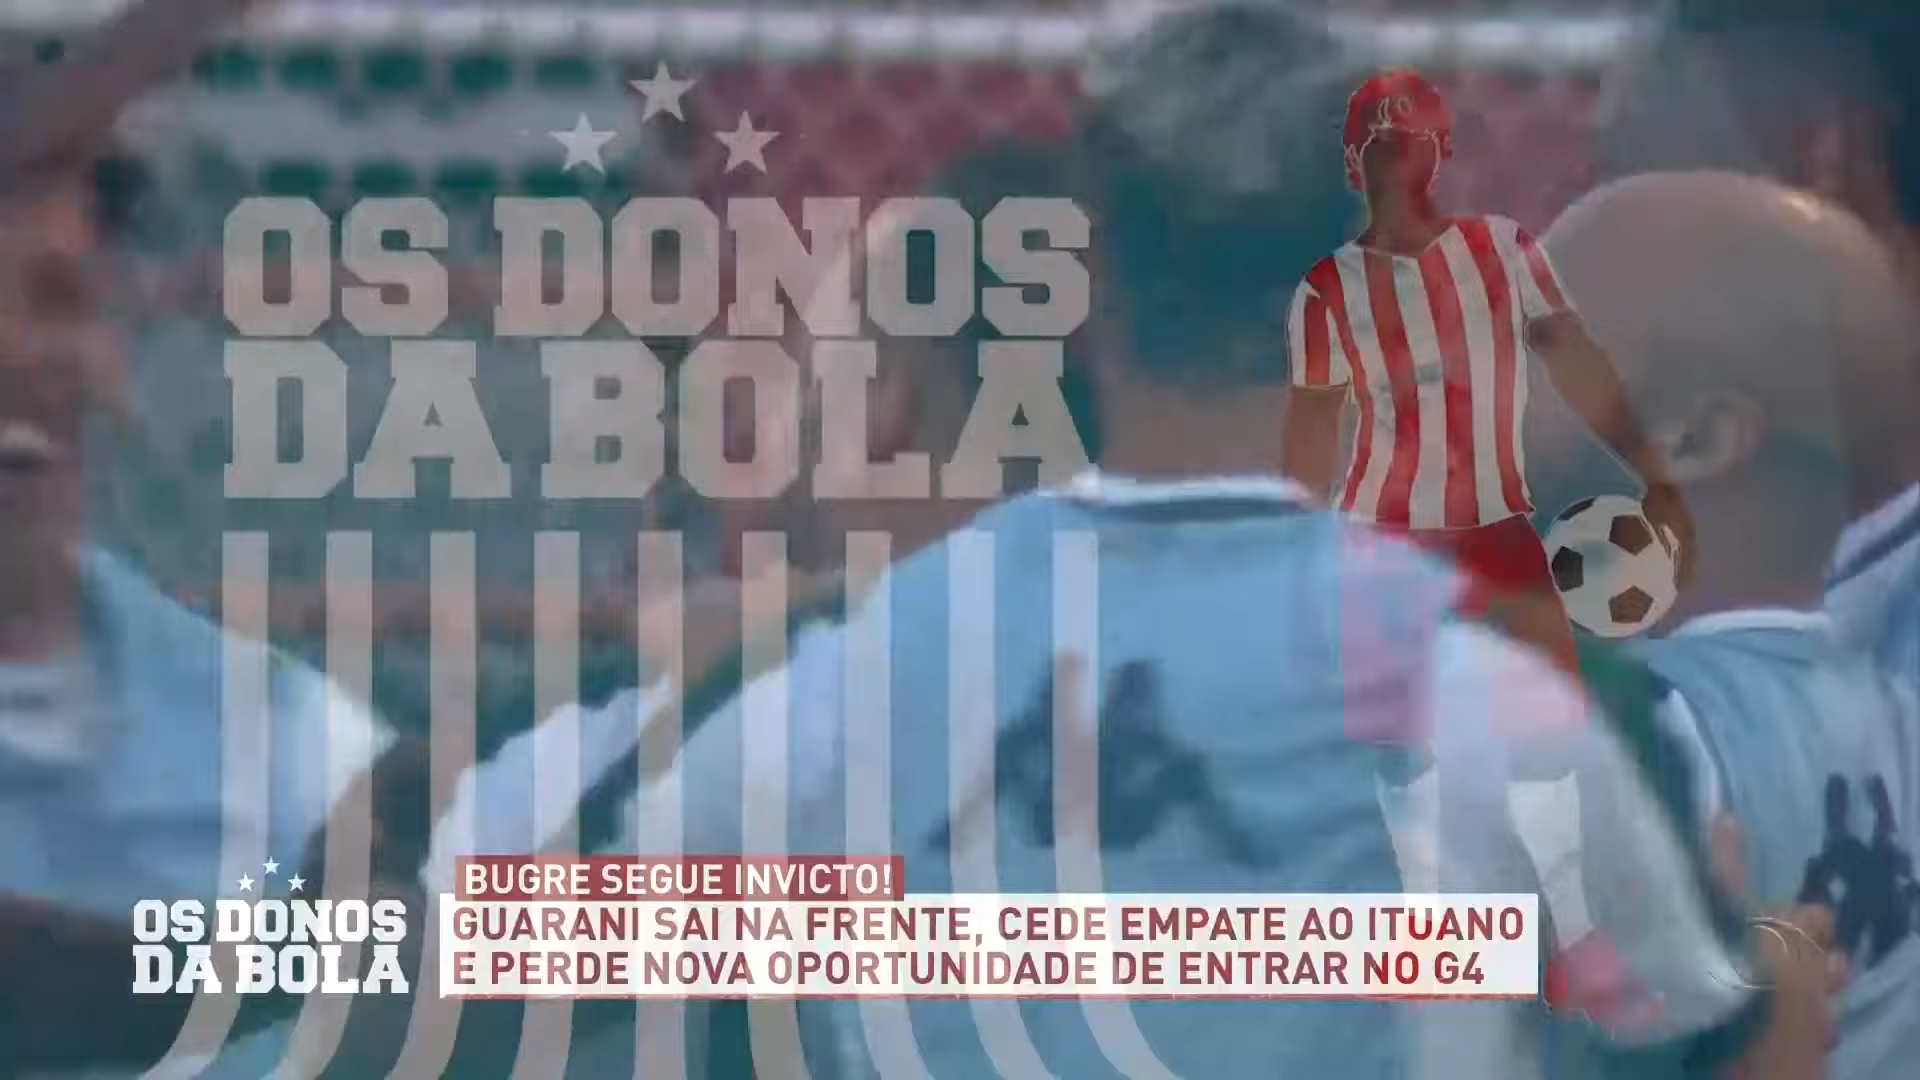 OS DONOS
DA BOLA
OS DONOS
DA BOLA
BUGRE SEGUE INVICTO!
GUARANI SAI NA FRENTE, CEDE EMPATE AO ITUANO
E PERDE NOVA OPORTUNIDADE DE ENTRAR NO G4